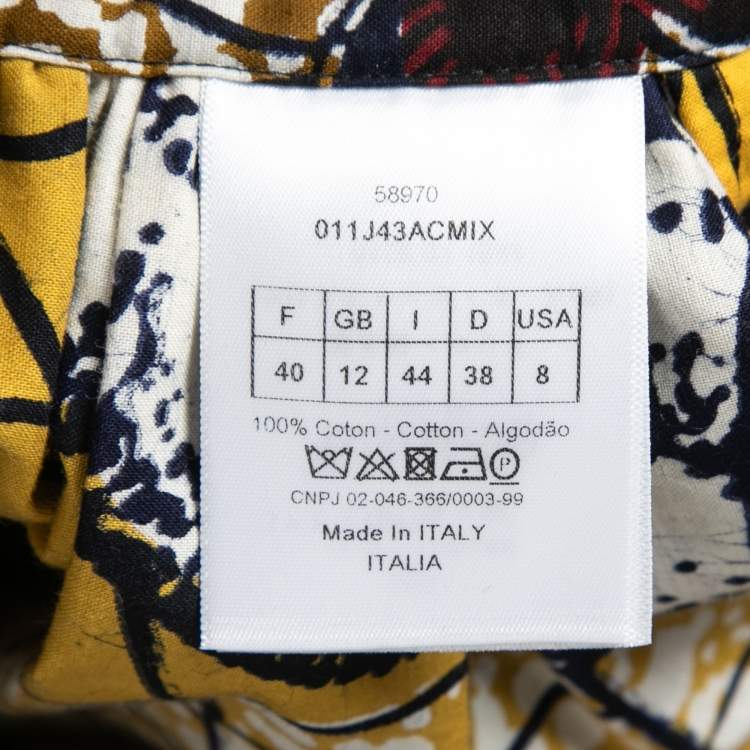 58970
011J43ACMIX
F GB I D USA
40 12 44 38 8
100% Coton - Cotton - Algodão
P
CNPJ 02-046-366/0003-99
Made In ITALY
ITALIA